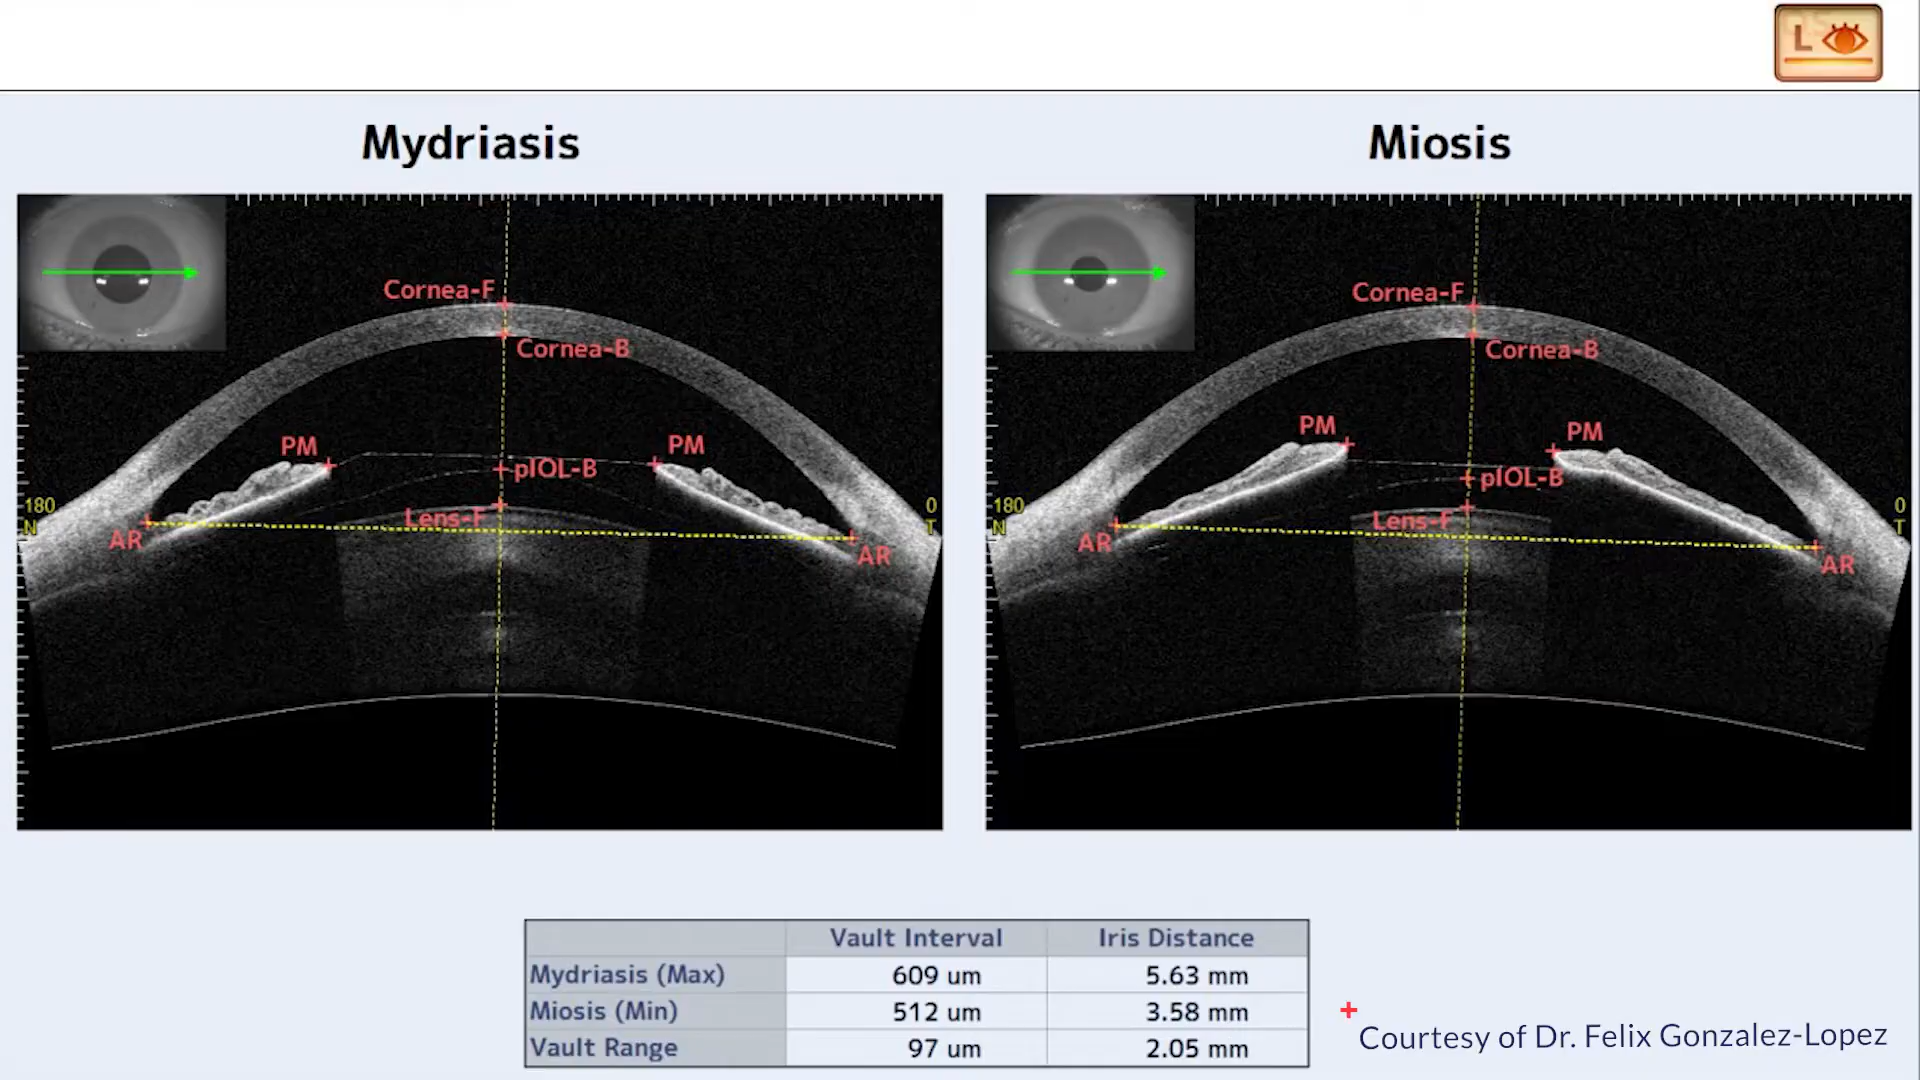 L
Mydriasis
Miosis
Cornea-F
Cornea-B
PM
PM
pIOL-B
180
N
0
T
Lens-F
AR
AR
Cornea-F
Cornea-B
PM
PM
pIOL-B
180
N
0
T
Lens-F
AR
AR
Vault Interval Iris Distance
Mydriasis (Max) 609 um 5.63 mm
Miosis (Min) 512 um 3.58 mm
Vault Range 97 um 2.05 mm
Courtesy of Dr. Felix Gonzalez-Lopez